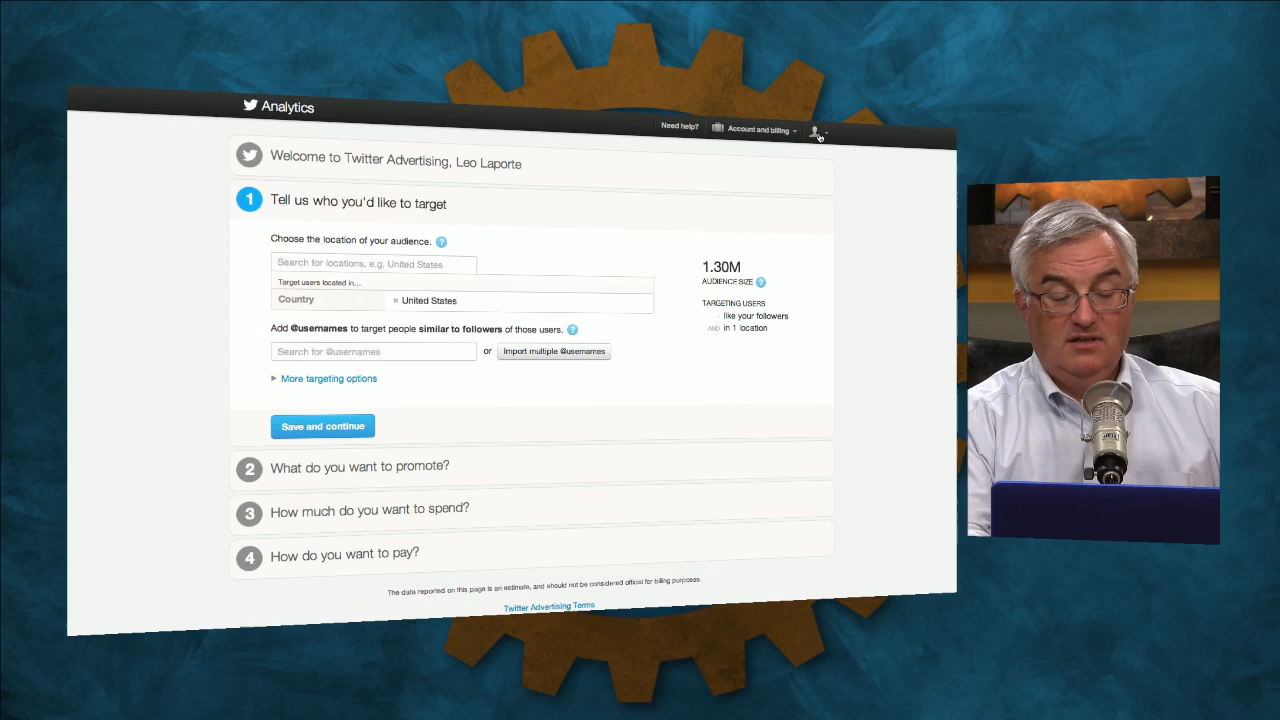 Analytics
Need help? Account and billing
Welcome to Twitter Advertising, Leo Laporte
1 Tell us who you'd like to target
Choose the location of your audience. ?
Search for locations, e.g. United States
Target users located in...
Country × United States
Add @usernames to target people similar to followers of those users. ?
Search for @usernames or Import multiple @usernames
More targeting options
1.30M
AUDIENCE SIZE ?
TARGETING USERS
like your followers
AND in 1 location
Save and continue
2 What do you want to promote?
3 How much do you want to spend?
4 How do you want to pay?
The data reported on this page is an estimate, and should not be considered official for billing purposes.
Twitter Advertising Terms